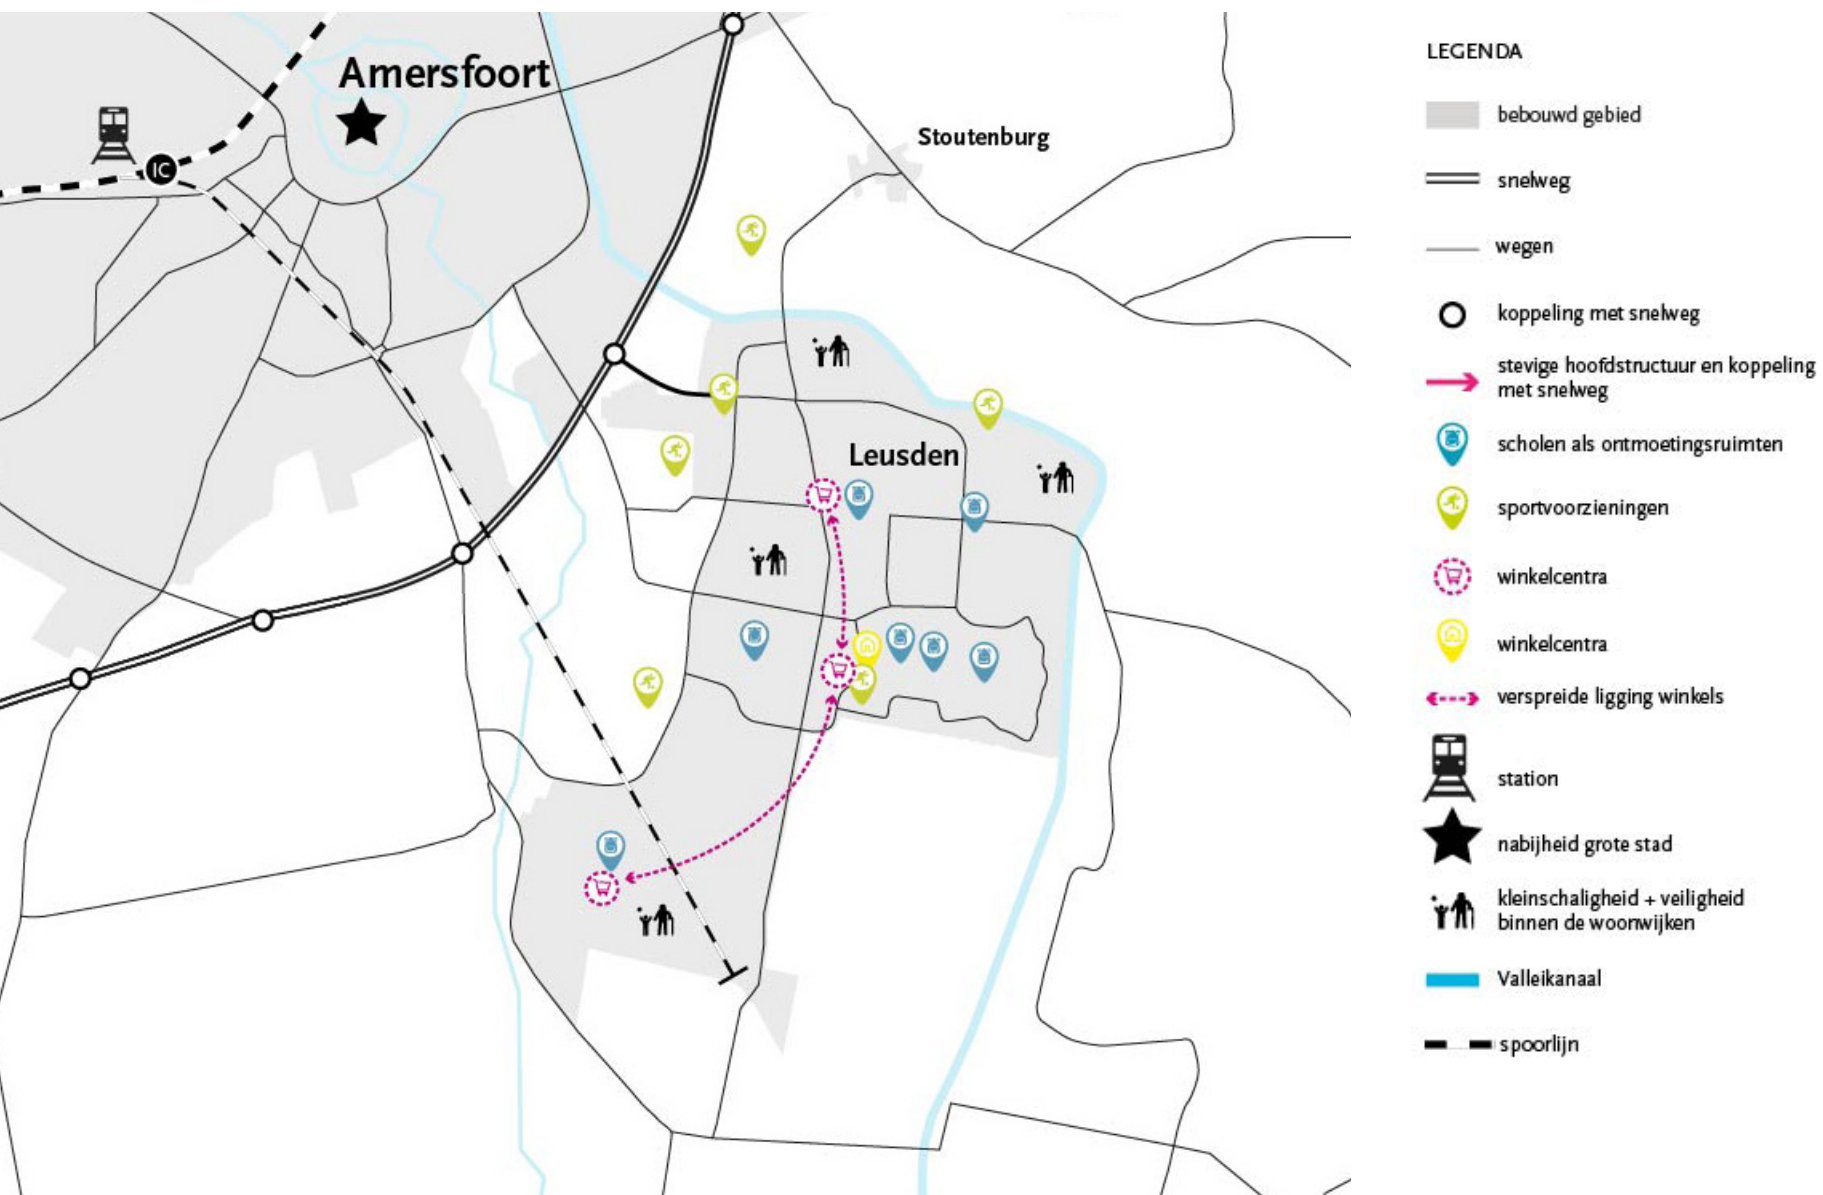 Amersfoort
IC
Stoutenburg
Leusden
LEGENDA
bebouwd gebied
snelweg
wegen
koppeling met snelweg
stevige hoofdstructuur en koppeling
met snelweg
scholen als ontmoetingsruimten
sportvoorzieningen
winkelcentra
winkelcentra
verspreide ligging winkels
station
nabijheid grote stad
kleinschaligheid + veiligheid
binnen de woonwijken
Valleikanaal
spoorlijn